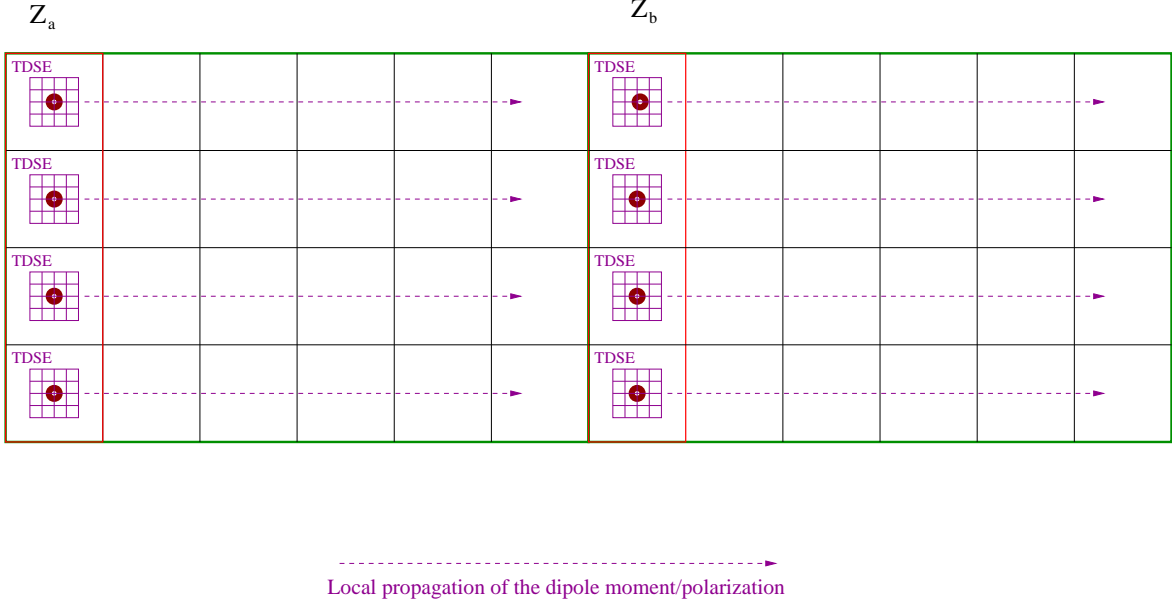 Z_a Z_b
TDSE TDSE
TDSE TDSE
TDSE TDSE
TDSE TDSE
Local propagation of the dipole moment/polarization